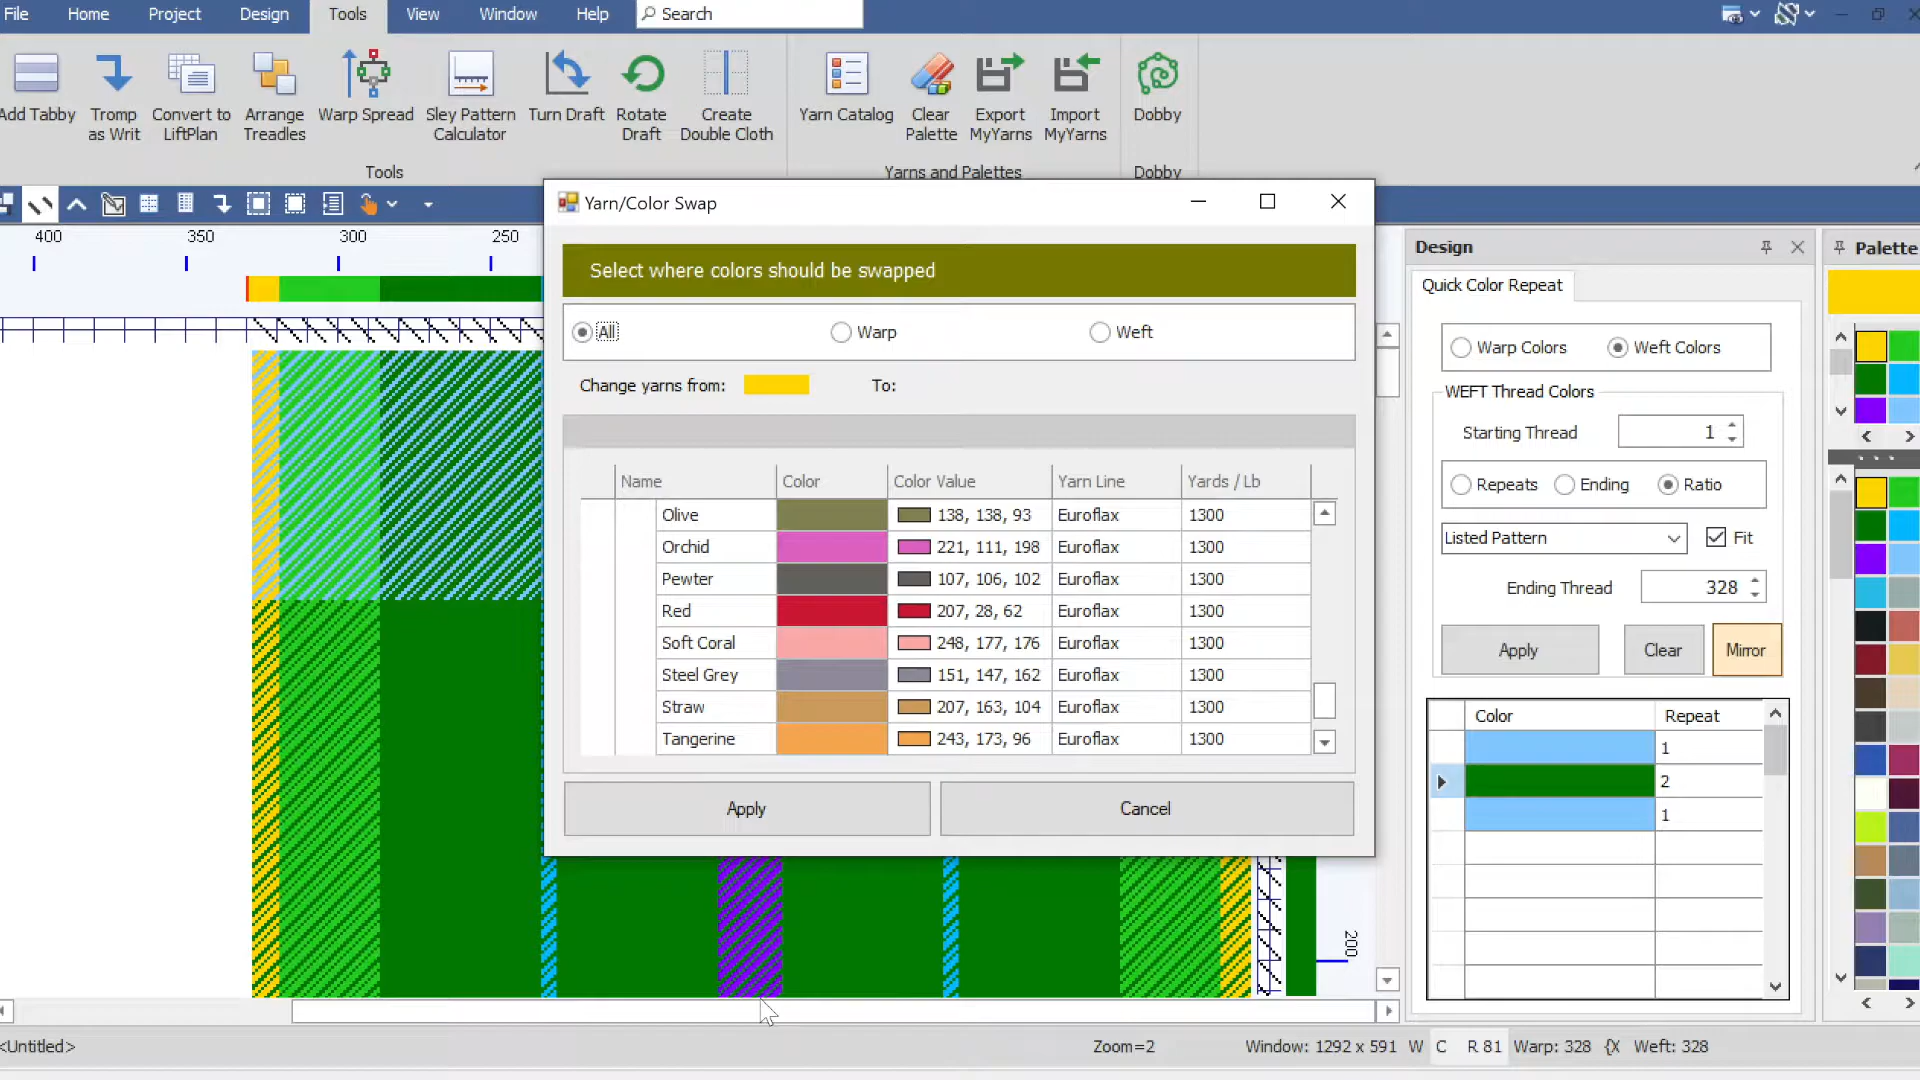 File Home Project Design Tools View Window Help Search
Add Tabby
Tromp as Writ
Convert to LiftPlan
Arrange Treadles
Warp Spread
Sley Pattern Calculator
Turn Draft
Rotate Draft
Create Double Cloth
Yarn Catalog
Clear Palette
Export MyYarns
Import MyYarns
Dobby
Tools
Yarns and Palettes
Dobby
400 350 300 250
Yarn/Color Swap
Select where colors should be swapped
All Warp Weft
Change yarns from: To:
Name Color Color Value Yarn Line Yards / Lb
Olive 138, 138, 93 Euroflax 1300
Orchid 221, 111, 198 Euroflax 1300
Pewter 107, 106, 102 Euroflax 1300
Red 207, 28, 62 Euroflax 1300
Soft Coral 248, 177, 176 Euroflax 1300
Steel Grey 151, 147, 162 Euroflax 1300
Straw 207, 163, 104 Euroflax 1300
Tangerine 243, 173, 96 Euroflax 1300
Apply Cancel
200
Design
Quick Color Repeat
Warp Colors Weft Colors
WEFT Thread Colors
Starting Thread 1
Repeats Ending Ratio
Listed Pattern Fit
Ending Thread 328
Apply Clear Mirror
Color Repeat
1
2
1
Palette
<Untitled> Zoom=2 Window: 1292 x 591 W C R 81 Warp: 328 {X Weft: 328